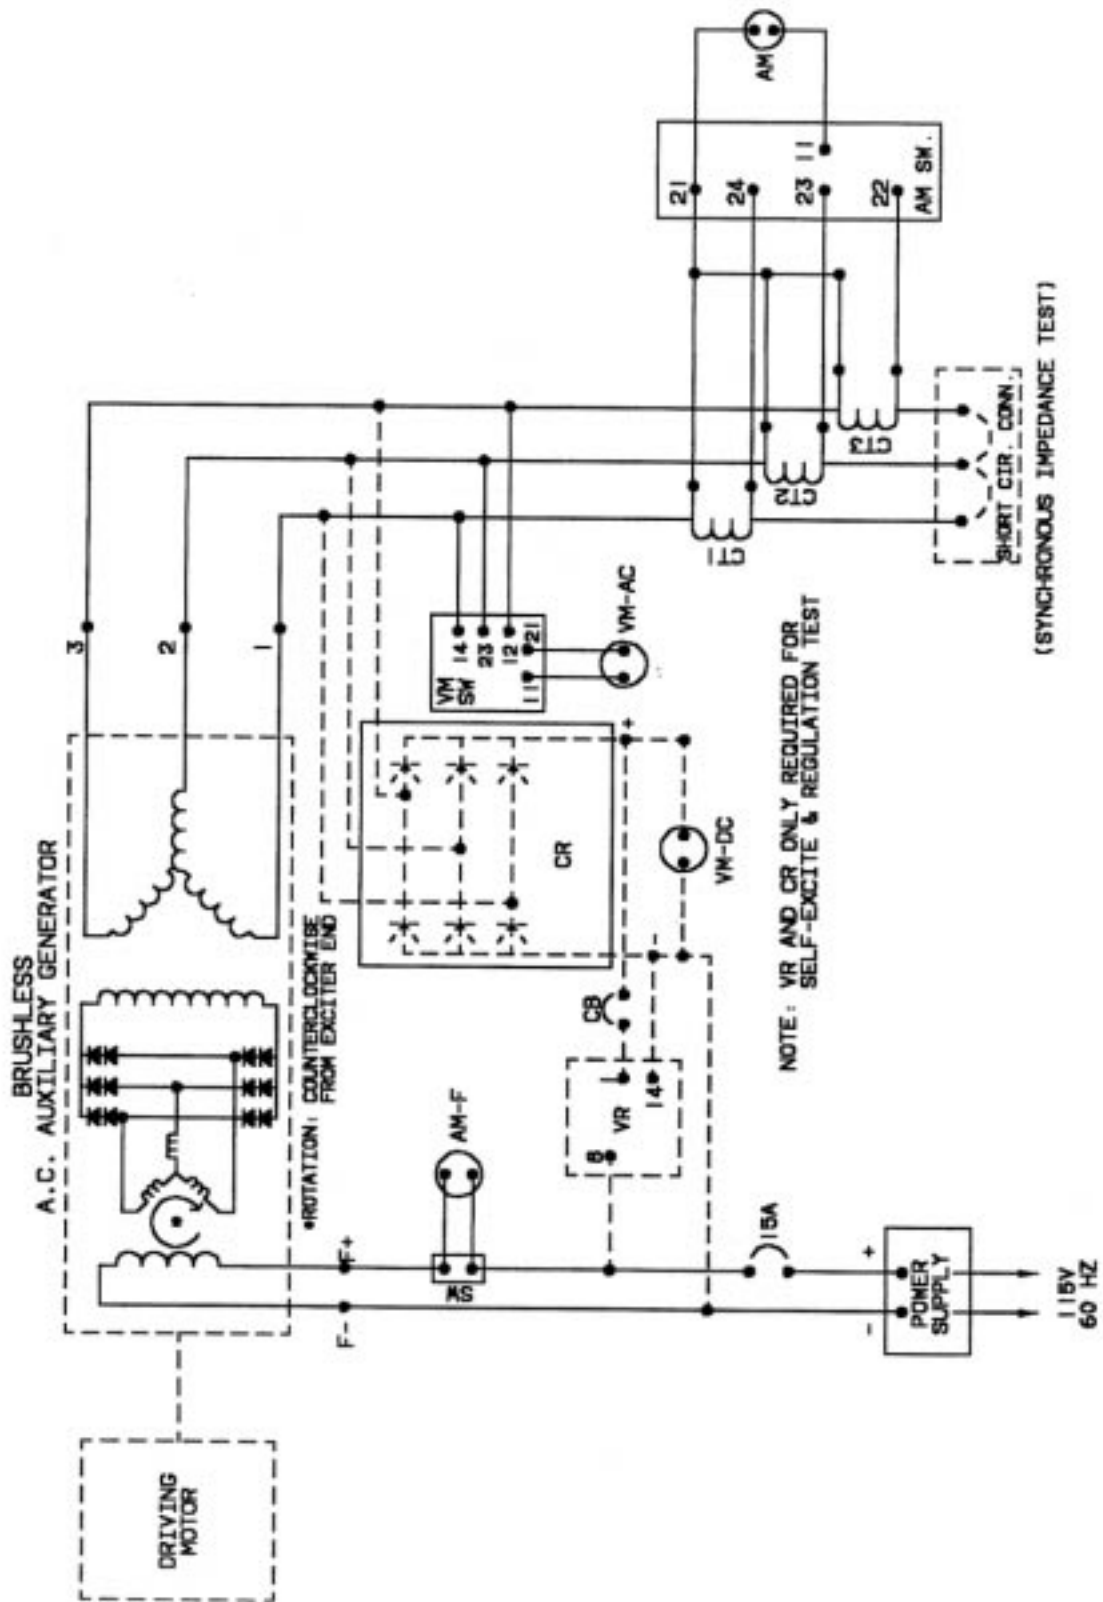 BRUSHLESS
A.C. AUXILIARY GENERATOR
DRIVING
MOTOR
*ROTATION: COUNTERCLOCKWISE
FROM EXCITER END
3
2
1
F-
F+
SW
AM-F
VM
SW
14
23
12
11
21
VM-AC
CR
+
VM-DC
CB
VR
1
14
8
15A
-
+
POWER
SUPPLY
115V
60 HZ
NOTE: VR AND CR ONLY REQUIRED FOR
SELF-EXCITE & REGULATION TEST
CT1
CT2
CT3
SHORT CIR. CONN.
(SYNCHRONOUS IMPEDANCE TEST)
21
24
23
11
22
AM SW.
AM